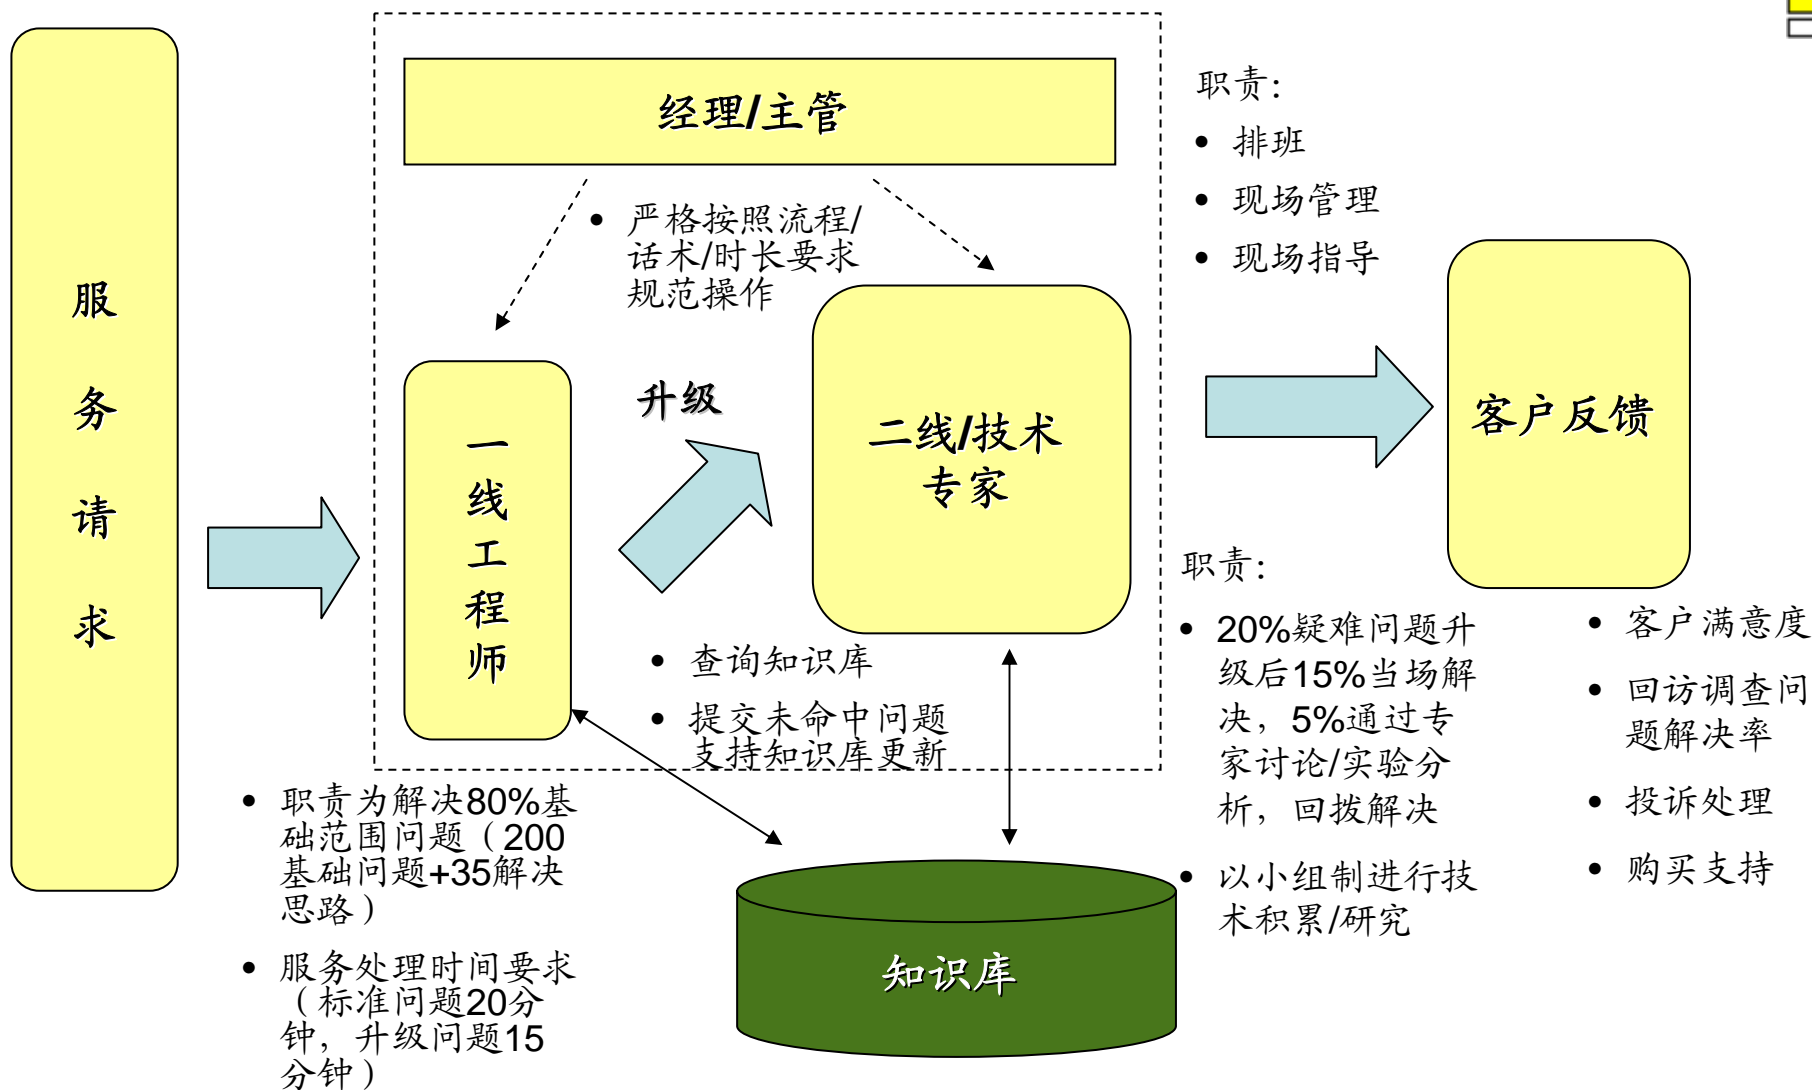 服
务
请
求
经理/主管
• 严格按照流程/
话术/时长要求
规范操作
升级
一
线
工
程
师
二线/技术
专家
• 查询知识库
• 提交未命中问题
支持知识库更新
• 职责为解决80%基
础范围问题（200
基础问题+35解决
思路）
• 服务处理时间要求
（标准问题20分
钟，升级问题15
分钟）
知识库
职责：
• 排班
• 现场管理
• 现场指导
客户反馈
职责：
• 20%疑难问题升
级后15%当场解
决，5%通过专
家讨论/实验分
析，回拨解决
• 以小组制进行技
术积累/研究
• 客户满意度
• 回访调查问
题解决率
• 投诉处理
• 购买支持